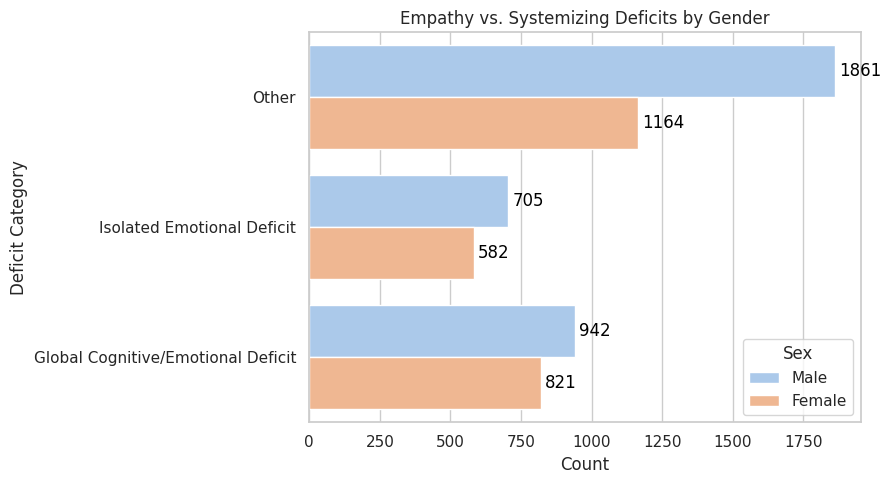 Empathy vs. Systemizing Deficits by Gender
Deficit Category
Other
1861
1164
Isolated Emotional Deficit
705
582
Global Cognitive/Emotional Deficit
942
821
Sex
Male
Female
0 250 500 750 1000 1250 1500 1750
Count